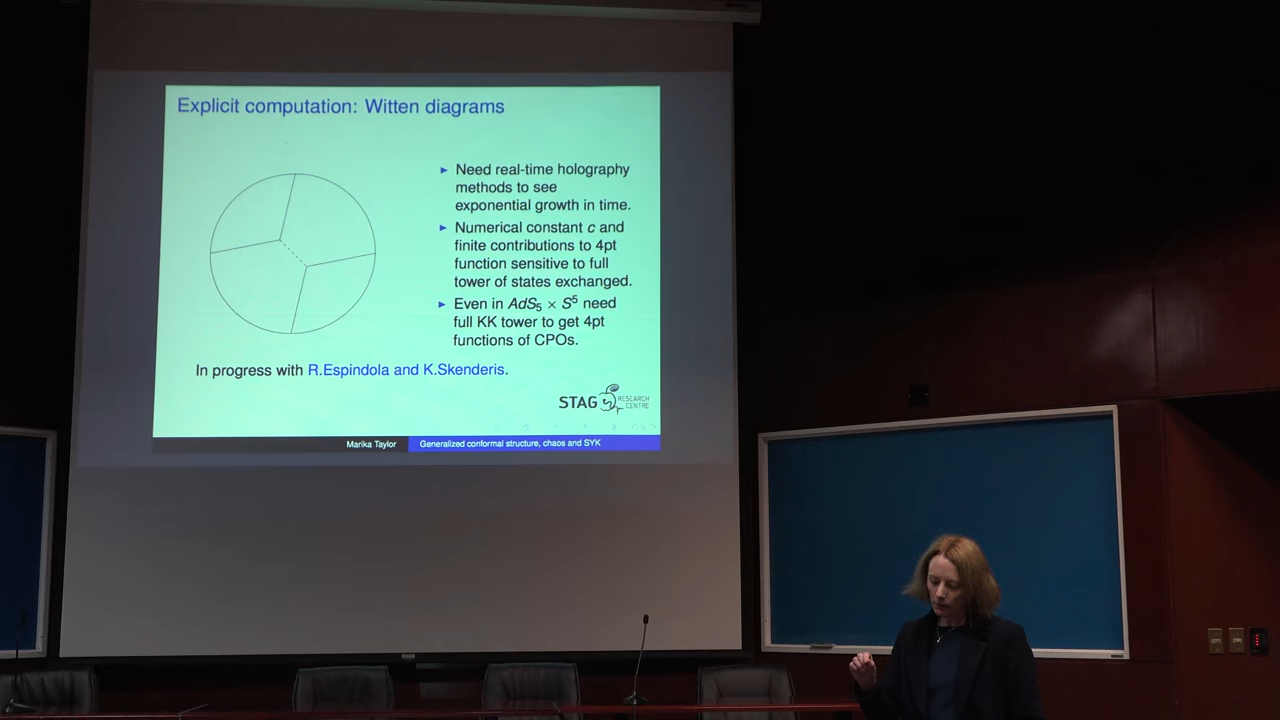 Explicit computation: Witten diagrams
► Need real-time holography
methods to see
exponential growth in time.
► Numerical constant c and
finite contributions to 4pt
function sensitive to full
tower of states exchanged.
► Even in AdS₅ × S⁵ need
full KK tower to get 4pt
functions of CPOs.
In progress with R.Espindola and K.Skenderis.
STAG RESEARCH
CENTRE
Marika Taylor Generalized conformal structure, chaos and SYK